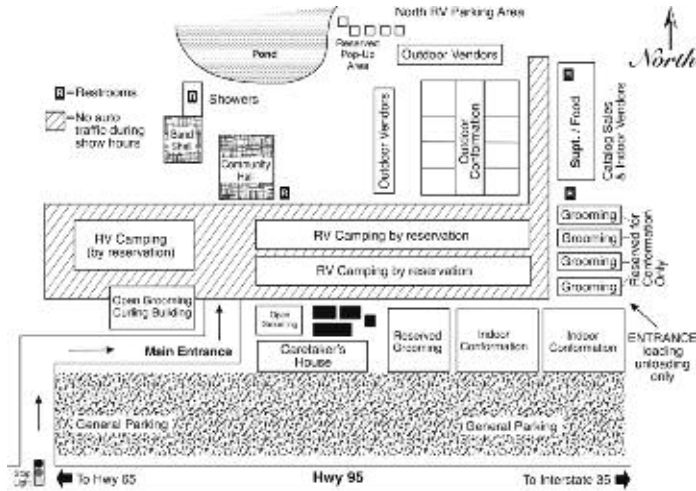 North RV Parking Area
Reserved
Pop-Up
Area
Outdoor Vendors
North
Pond
R = Restrooms
Showers
No auto
traffic during
show hours
Band
Shell
Community
Hall
R
Outdoor Vendors
Outdoor
Conformation
Supt. / Food
Catalog Sales
& Indoor Vendors
Grooming
Grooming
Grooming
Grooming
Reserved for
Conformation
Only
RV Camping
(by reservation)
RV Camping by reservation
RV Camping by reservation
Open Grooming
Curling Building
Open
Grooming
Main Entrance
Caretaker's
House
Reserved
Grooming
Indoor
Conformation
Indoor
Conformation
ENTRANCE
loading
unloading
only
General Parking
General Parking
Stop
Light
To Hwy 65
Hwy 95
To Interstate 35